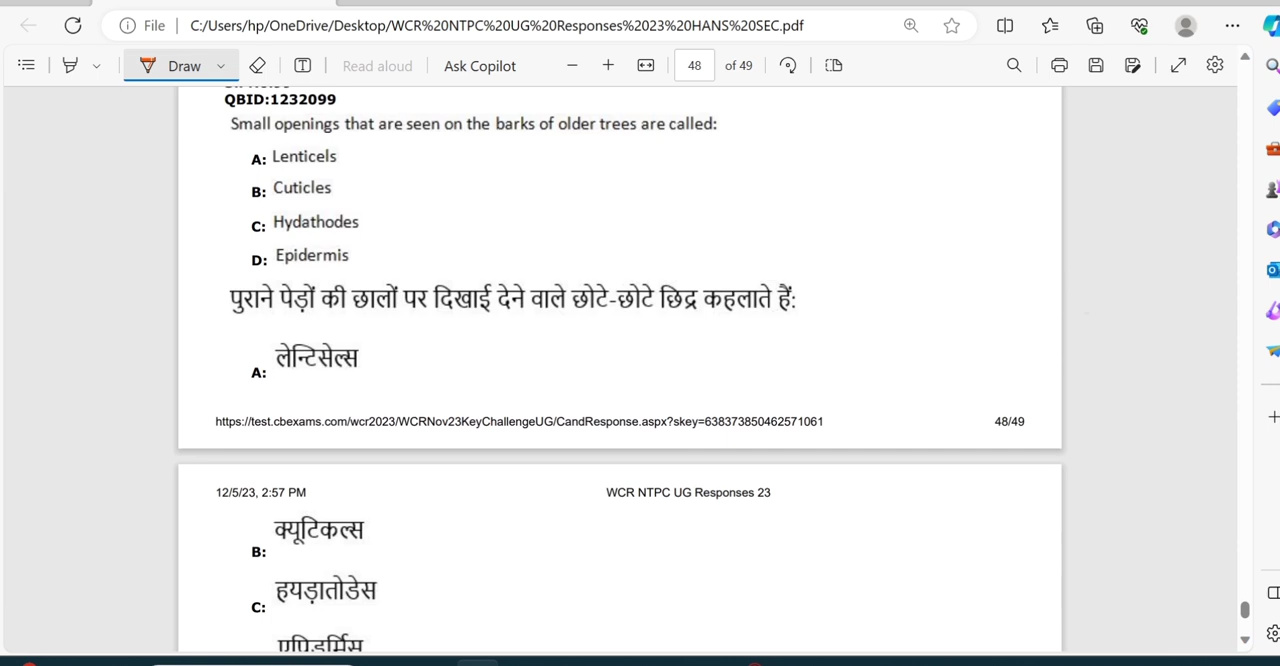 File C:/Users/hp/OneDrive/Desktop/WCR%20NTPC%20UG%20Responses%2023%20HANS%20SEC.pdf
Draw Read aloud Ask Copilot 48 of 49
QBID:1232099
Small openings that are seen on the barks of older trees are called:
A: Lenticels
B: Cuticles
C: Hydathodes
D: Epidermis
पुराने पेड़ों की छालों पर दिखाई देने वाले छोटे-छोटे छिद्र कहलाते हैं:
A: लेन्टिसेल्स
https://test.cbexams.com/wcr2023/WCRNov23KeyChallengeUG/CandResponse.aspx?skey=638373850462571061 48/49
12/5/23, 2:57 PM WCR NTPC UG Responses 23
B: क्यूटिकल्स
C: हयड़ातोडेस
एपिडर्मिस